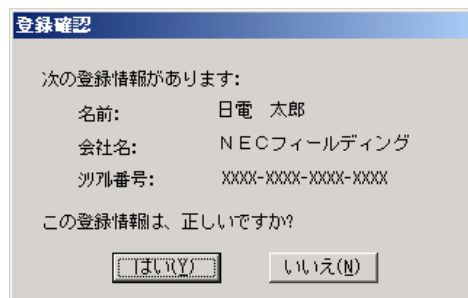 登録確認
次の登録情報があります:
名前: 日電 太郎
会社名: NECフィールディング
シリアル番号: XXXX-XXXX-XXXX-XXXX
この登録情報は、正しいですか?
はい(Y) いいえ(N)